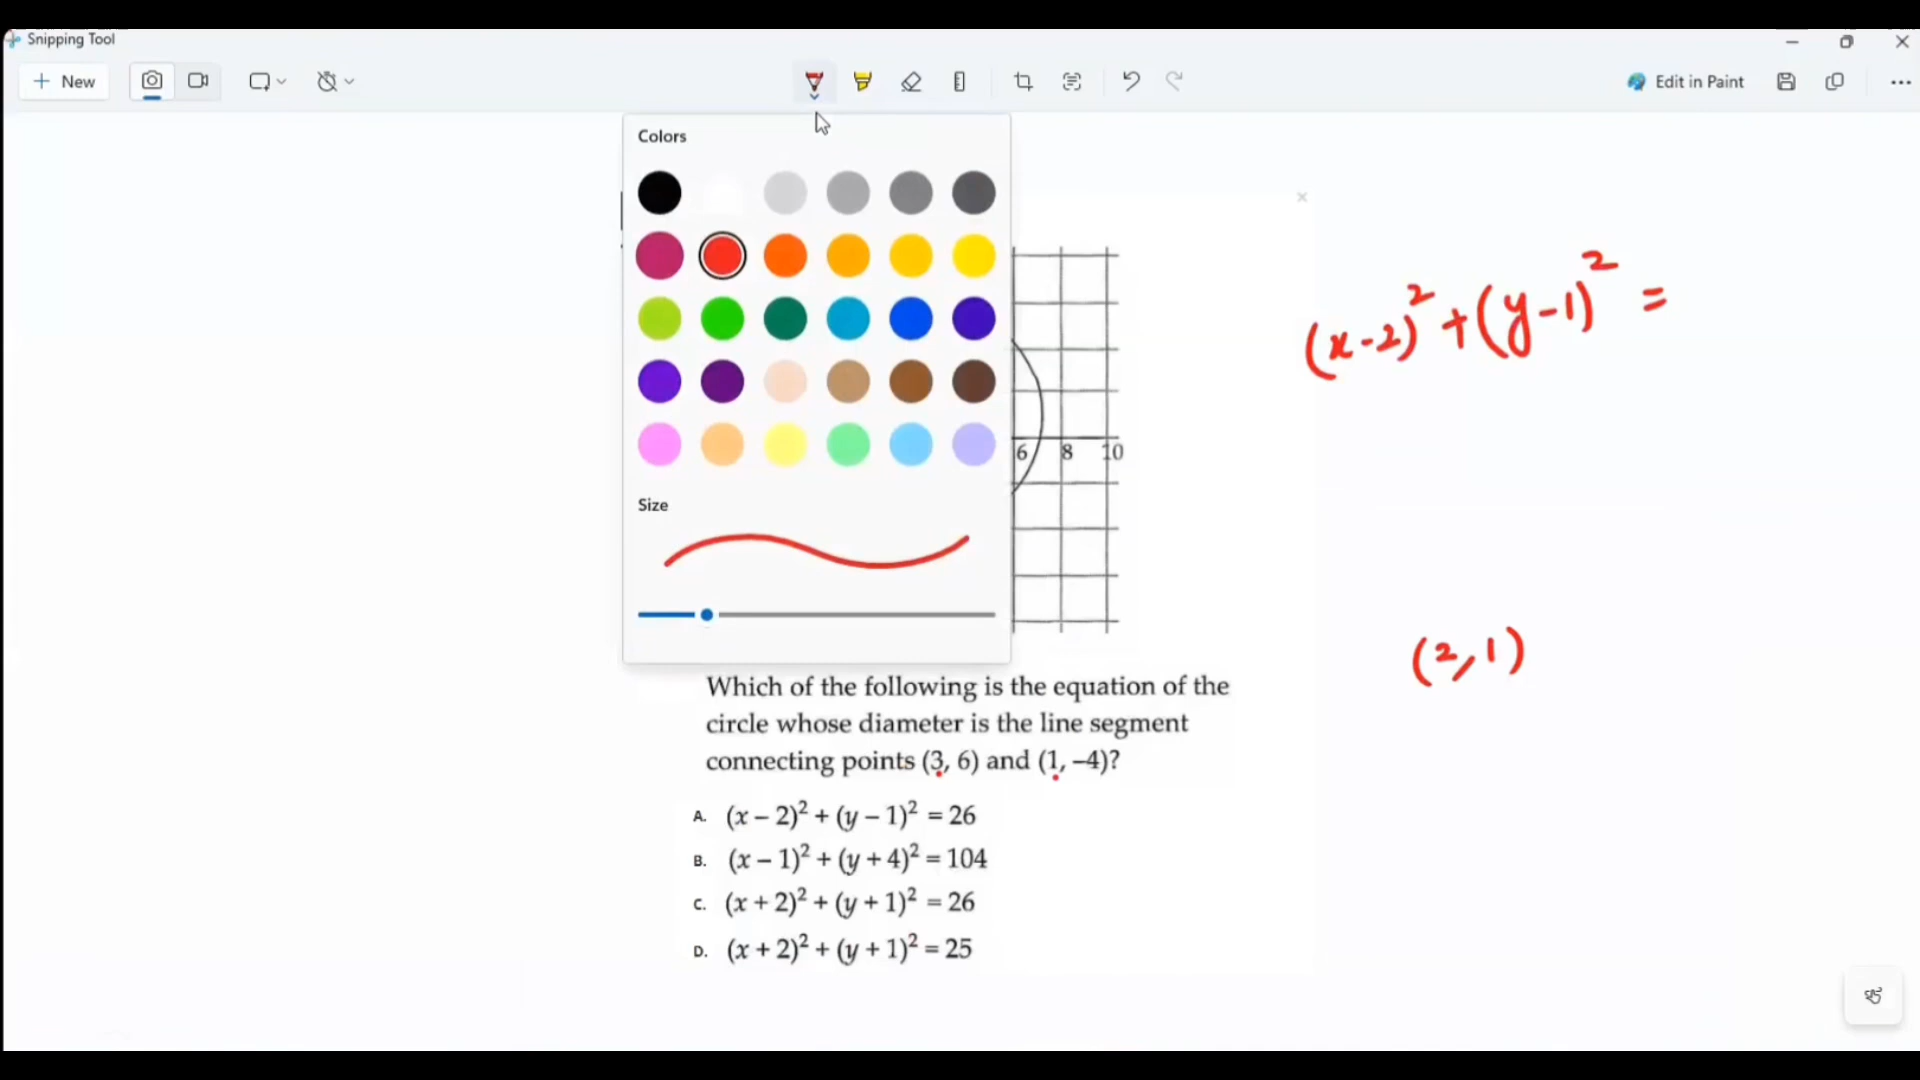 Snipping Tool
New
Edit in Paint
Colors
(x-2)² + (y-1)² =
6 8 10
Size
(2, 1)
Which of the following is the equation of the
circle whose diameter is the line segment
connecting points (3, 6) and (1, –4)?
A. (x – 2)² + (y – 1)² = 26
B. (x – 1)² + (y + 4)² = 104
C. (x + 2)² + (y + 1)² = 26
D. (x + 2)² + (y + 1)² = 25